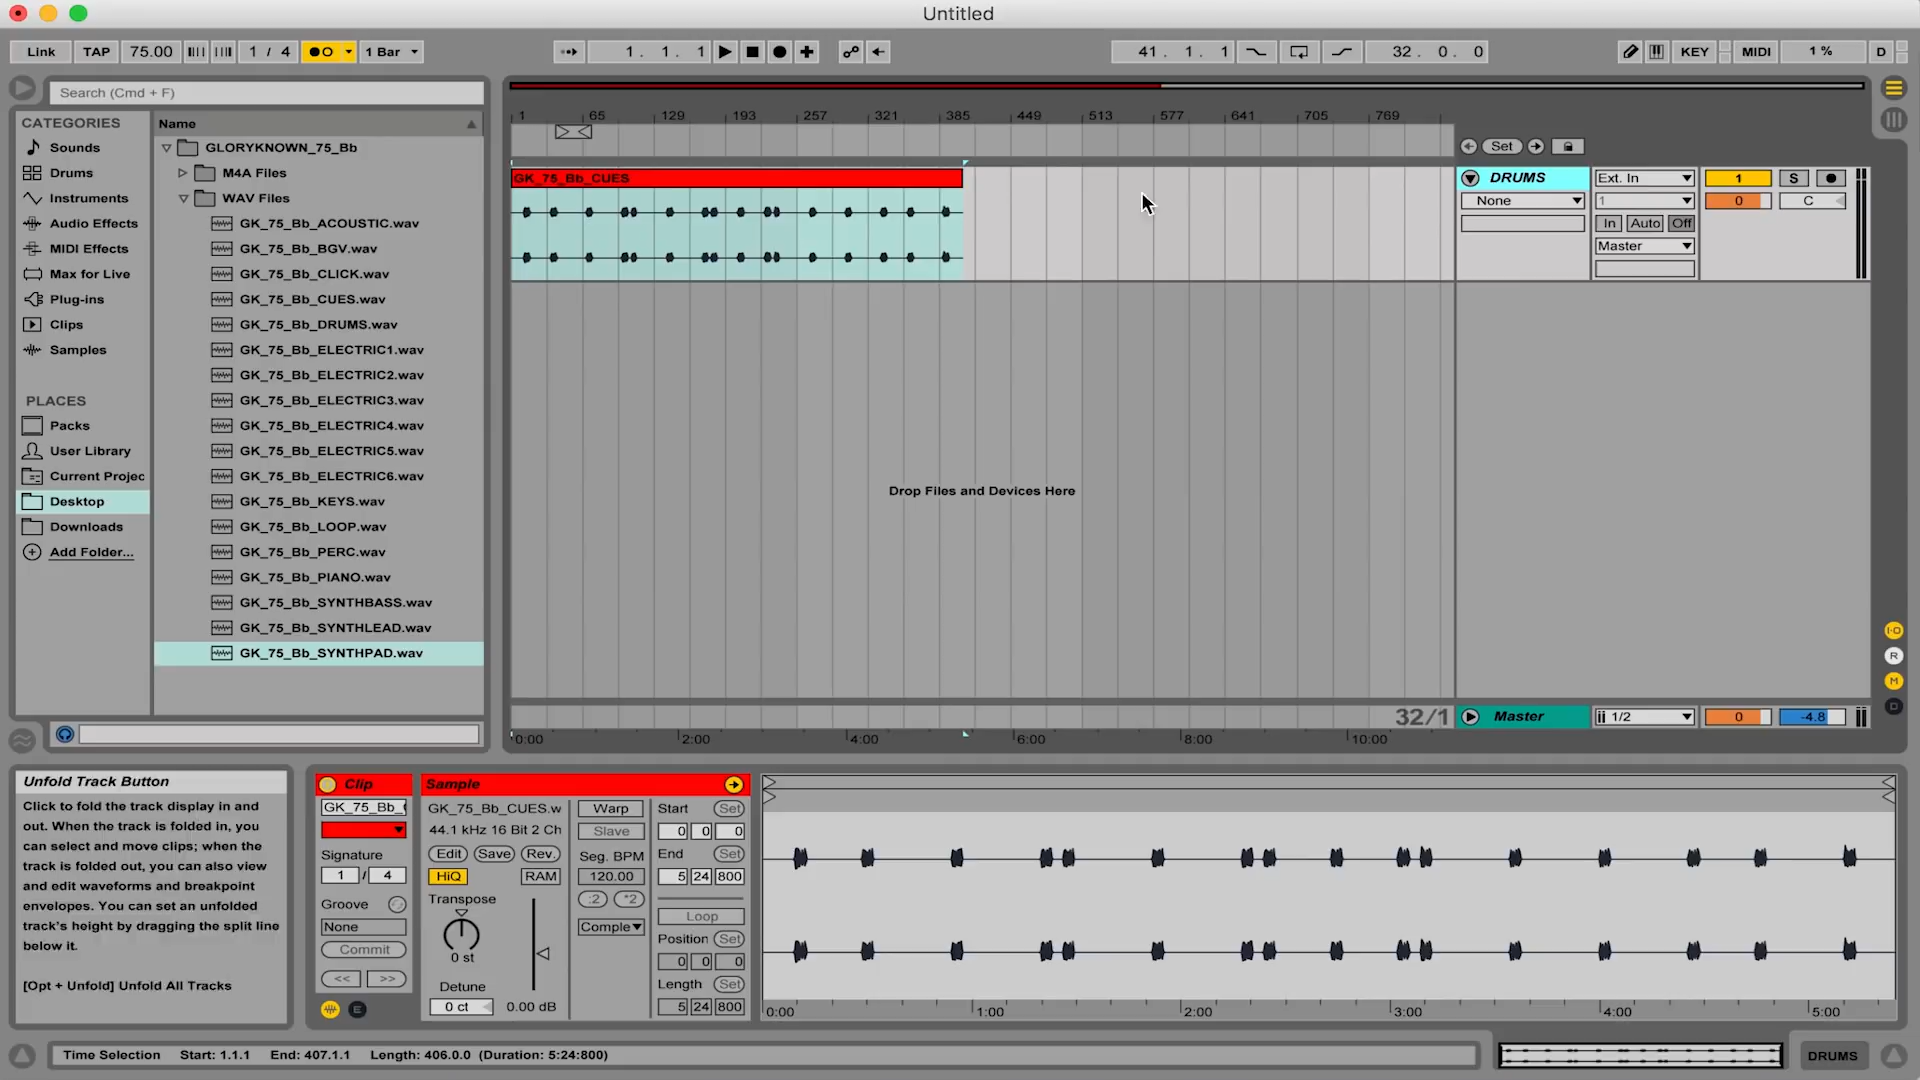 Untitled
Link TAP 75.00 1 / 4 1 Bar 1. 1. 1 41. 1. 1 32. 0. 0 KEY MIDI 1 % D
Search (Cmd + F)
CATEGORIES
Sounds
Drums
Instruments
Audio Effects
MIDI Effects
Max for Live
Plug-ins
Clips
Samples
PLACES
Packs
User Library
Current Projec
Desktop
Downloads
Add Folder...
Name
GLORYKNOWN_75_Bb
M4A Files
WAV Files
GK_75_Bb_ACOUSTIC.wav
GK_75_Bb_BGV.wav
GK_75_Bb_CLICK.wav
GK_75_Bb_CUES.wav
GK_75_Bb_DRUMS.wav
GK_75_Bb_ELECTRIC1.wav
GK_75_Bb_ELECTRIC2.wav
GK_75_Bb_ELECTRIC3.wav
GK_75_Bb_ELECTRIC4.wav
GK_75_Bb_ELECTRIC5.wav
GK_75_Bb_ELECTRIC6.wav
GK_75_Bb_KEYS.wav
GK_75_Bb_LOOP.wav
GK_75_Bb_PERC.wav
GK_75_Bb_PIANO.wav
GK_75_Bb_SYNTHBASS.wav
GK_75_Bb_SYNTHLEAD.wav
GK_75_Bb_SYNTHPAD.wav
1 65 129 193 257 321 385 449 513 577 641 705 769
Set
GK_75_Bb_CUES
DRUMS Ext. In 1 S
None 1 0 C
In Auto Off
Master
Drop Files and Devices Here
I-O
R
M
D
32/1 Master 1/2 0 -4.8
0:00 2:00 4:00 6:00 8:00 10:00
Unfold Track Button
Click to fold the track display in and
out. When the track is folded in, you
can select and move clips; when the
track is folded out, you can also view
and edit waveforms and breakpoint
envelopes. You can set an unfolded
track's height by dragging the split line
below it.
[Opt + Unfold] Unfold All Tracks
Clip
GK_75_Bb_
Signature
1 / 4
Groove
None
Commit
<< >>
E
Sample
GK_75_Bb_CUES.w
44.1 kHz 16 Bit 2 Ch
Edit Save Rev.
HiQ RAM
Transpose
0 st
Detune
0 ct 0.00 dB
Warp
Slave
Seg. BPM
120.00
:2 *2
Comple
Start Set
0 0 0
End Set
5 24 800
Loop
Position Set
0 0 0
Length Set
5 24 800
0:00 1:00 2:00 3:00 4:00 5:00
Time Selection Start: 1.1.1 End: 407.1.1 Length: 406.0.0 (Duration: 5:24:800)
DRUMS